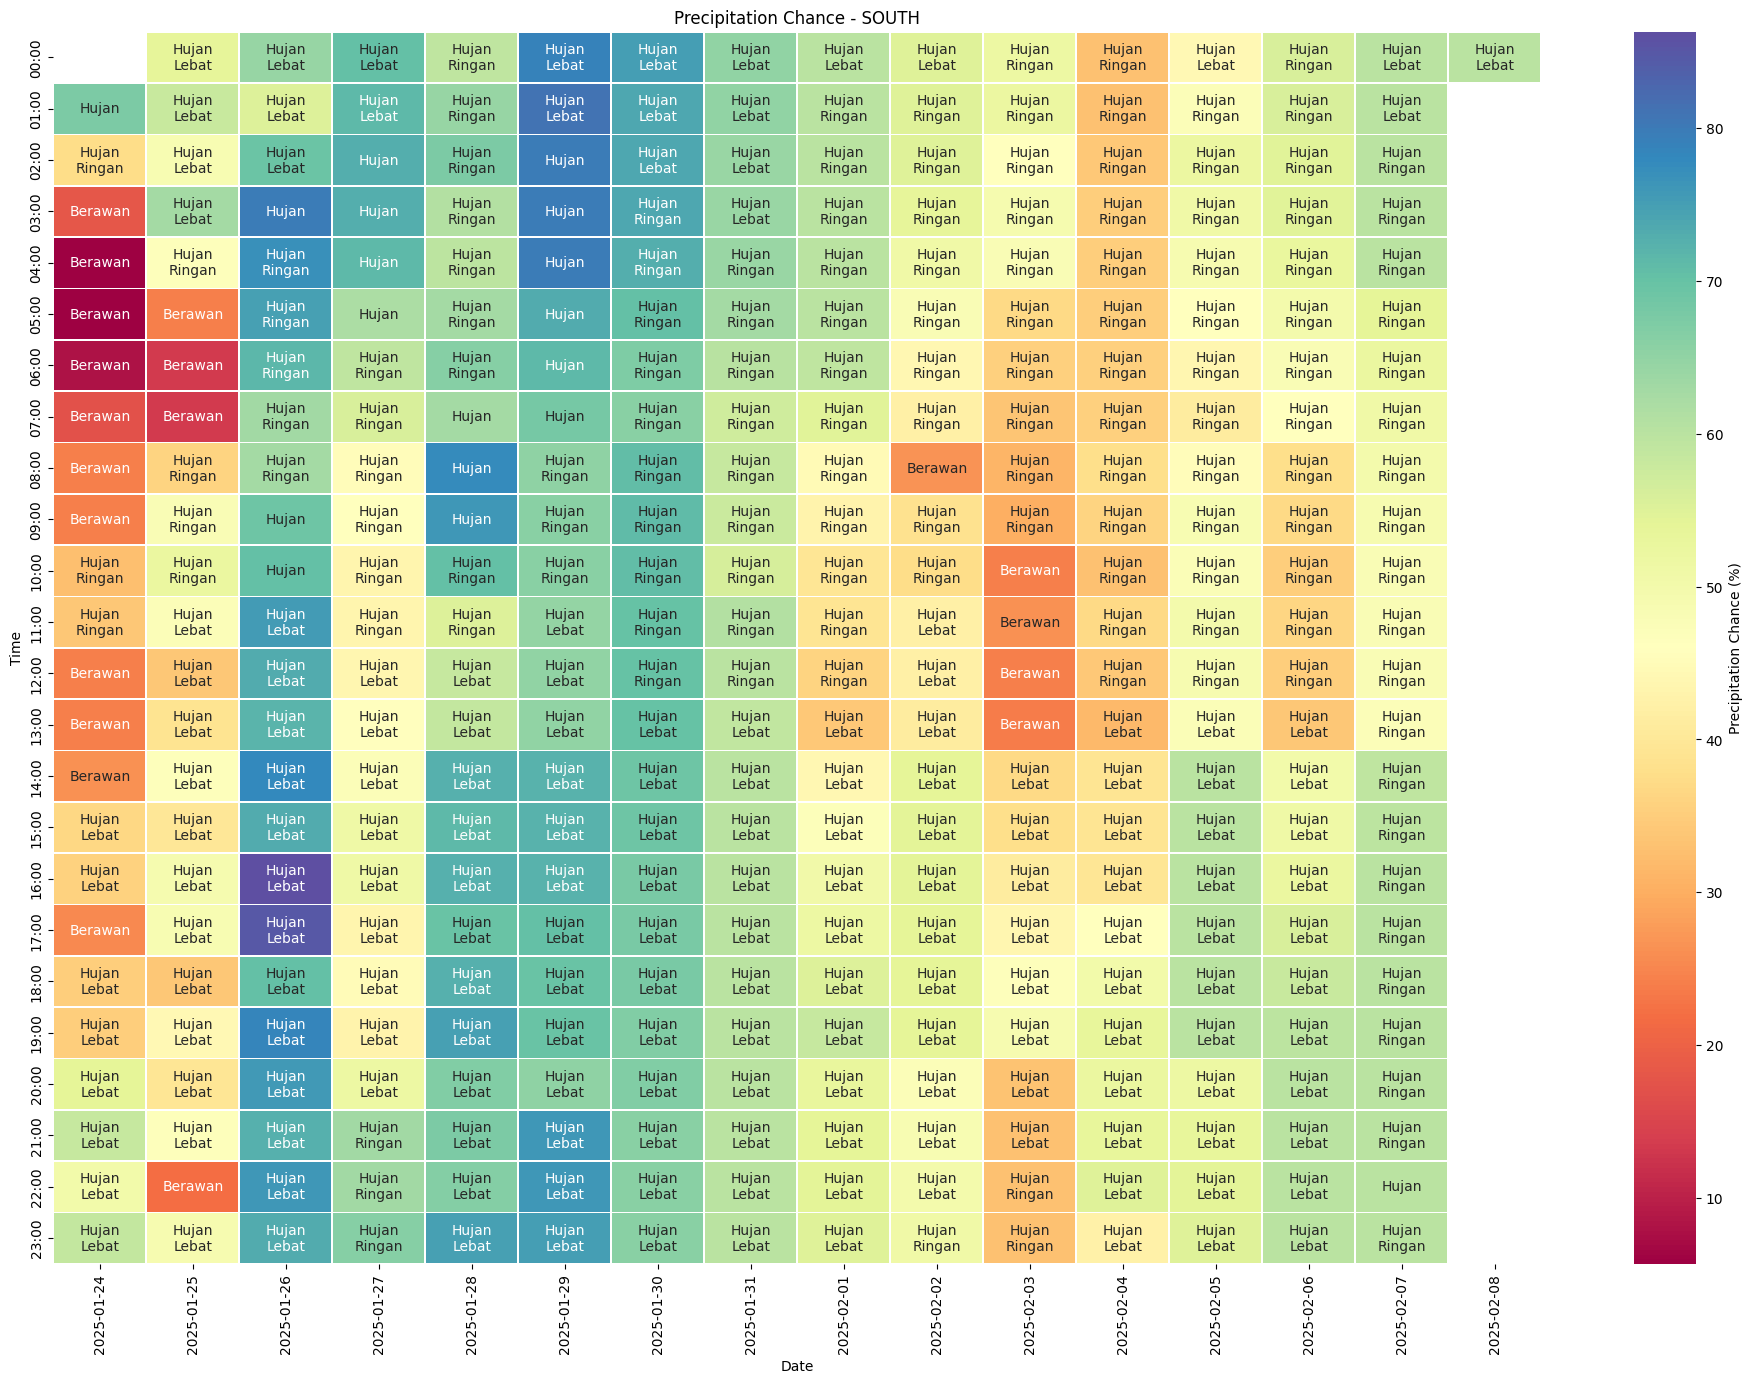 Precipitation Chance - SOUTH
00:00 Hujan Lebat Hujan Lebat Hujan Lebat Hujan Ringan Hujan Lebat Hujan Lebat Hujan Lebat Hujan Lebat Hujan Lebat Hujan Ringan Hujan Ringan Hujan Lebat Hujan Ringan Hujan Lebat Hujan Lebat
01:00 Hujan Hujan Lebat Hujan Lebat Hujan Lebat Hujan Ringan Hujan Lebat Hujan Lebat Hujan Lebat Hujan Ringan Hujan Ringan Hujan Ringan Hujan Ringan Hujan Ringan Hujan Ringan Hujan Lebat
02:00 Hujan Ringan Hujan Lebat Hujan Lebat Hujan Hujan Ringan Hujan Hujan Lebat Hujan Lebat Hujan Ringan Hujan Ringan Hujan Ringan Hujan Ringan Hujan Ringan Hujan Ringan Hujan Ringan
03:00 Berawan Hujan Lebat Hujan Hujan Hujan Ringan Hujan Hujan Ringan Hujan Lebat Hujan Ringan Hujan Ringan Hujan Ringan Hujan Ringan Hujan Ringan Hujan Ringan Hujan Ringan
04:00 Berawan Hujan Ringan Hujan Ringan Hujan Hujan Ringan Hujan Hujan Ringan Hujan Ringan Hujan Ringan Hujan Ringan Hujan Ringan Hujan Ringan Hujan Ringan Hujan Ringan Hujan Ringan
05:00 Berawan Berawan Hujan Ringan Hujan Hujan Ringan Hujan Hujan Ringan Hujan Ringan Hujan Ringan Hujan Ringan Hujan Ringan Hujan Ringan Hujan Ringan Hujan Ringan Hujan Ringan
06:00 Berawan Berawan Hujan Ringan Hujan Ringan Hujan Ringan Hujan Hujan Ringan Hujan Ringan Hujan Ringan Hujan Ringan Hujan Ringan Hujan Ringan Hujan Ringan Hujan Ringan Hujan Ringan
07:00 Berawan Berawan Hujan Ringan Hujan Ringan Hujan Hujan Hujan Ringan Hujan Ringan Hujan Ringan Hujan Ringan Hujan Ringan Hujan Ringan Hujan Ringan Hujan Ringan Hujan Ringan
08:00 Berawan Hujan Ringan Hujan Ringan Hujan Ringan Hujan Hujan Ringan Hujan Ringan Hujan Ringan Hujan Ringan Berawan Hujan Ringan Hujan Ringan Hujan Ringan Hujan Ringan Hujan Ringan
09:00 Berawan Hujan Ringan Hujan Hujan Ringan Hujan Hujan Ringan Hujan Ringan Hujan Ringan Hujan Ringan Hujan Ringan Hujan Ringan Hujan Ringan Hujan Ringan Hujan Ringan Hujan Ringan
10:00 Hujan Ringan Hujan Ringan Hujan Hujan Ringan Hujan Ringan Hujan Ringan Hujan Ringan Hujan Ringan Hujan Ringan Hujan Ringan Berawan Hujan Ringan Hujan Ringan Hujan Ringan Hujan Ringan
11:00 Hujan Ringan Hujan Lebat Hujan Lebat Hujan Ringan Hujan Ringan Hujan Lebat Hujan Ringan Hujan Ringan Hujan Ringan Hujan Lebat Berawan Hujan Ringan Hujan Ringan Hujan Ringan Hujan Ringan
12:00 Berawan Hujan Lebat Hujan Lebat Hujan Lebat Hujan Lebat Hujan Lebat Hujan Ringan Hujan Ringan Hujan Ringan Hujan Lebat Berawan Hujan Ringan Hujan Ringan Hujan Ringan Hujan Ringan
13:00 Berawan Hujan Lebat Hujan Lebat Hujan Lebat Hujan Lebat Hujan Lebat Hujan Lebat Hujan Lebat Hujan Lebat Hujan Lebat Berawan Hujan Lebat Hujan Lebat Hujan Lebat Hujan Ringan
14:00 Berawan Hujan Lebat Hujan Lebat Hujan Lebat Hujan Lebat Hujan Lebat Hujan Lebat Hujan Lebat Hujan Lebat Hujan Lebat Hujan Lebat Hujan Lebat Hujan Lebat Hujan Lebat Hujan Ringan
15:00 Hujan Lebat Hujan Lebat Hujan Lebat Hujan Lebat Hujan Lebat Hujan Lebat Hujan Lebat Hujan Lebat Hujan Lebat Hujan Lebat Hujan Lebat Hujan Lebat Hujan Lebat Hujan Lebat Hujan Ringan
16:00 Hujan Lebat Hujan Lebat Hujan Lebat Hujan Lebat Hujan Lebat Hujan Lebat Hujan Lebat Hujan Lebat Hujan Lebat Hujan Lebat Hujan Lebat Hujan Lebat Hujan Lebat Hujan Lebat Hujan Ringan
17:00 Berawan Hujan Lebat Hujan Lebat Hujan Lebat Hujan Lebat Hujan Lebat Hujan Lebat Hujan Lebat Hujan Lebat Hujan Lebat Hujan Lebat Hujan Lebat Hujan Lebat Hujan Lebat Hujan Ringan
18:00 Hujan Lebat Hujan Lebat Hujan Lebat Hujan Lebat Hujan Lebat Hujan Lebat Hujan Lebat Hujan Lebat Hujan Lebat Hujan Lebat Hujan Lebat Hujan Lebat Hujan Lebat Hujan Lebat Hujan Ringan
19:00 Hujan Lebat Hujan Lebat Hujan Lebat Hujan Lebat Hujan Lebat Hujan Lebat Hujan Lebat Hujan Lebat Hujan Lebat Hujan Lebat Hujan Lebat Hujan Lebat Hujan Lebat Hujan Lebat Hujan Ringan
20:00 Hujan Lebat Hujan Lebat Hujan Lebat Hujan Lebat Hujan Lebat Hujan Lebat Hujan Lebat Hujan Lebat Hujan Lebat Hujan Lebat Hujan Lebat Hujan Lebat Hujan Lebat Hujan Lebat Hujan Ringan
21:00 Hujan Lebat Hujan Lebat Hujan Lebat Hujan Ringan Hujan Lebat Hujan Lebat Hujan Lebat Hujan Lebat Hujan Lebat Hujan Lebat Hujan Lebat Hujan Lebat Hujan Lebat Hujan Lebat Hujan Ringan
22:00 Hujan Lebat Berawan Hujan Lebat Hujan Ringan Hujan Lebat Hujan Lebat Hujan Lebat Hujan Lebat Hujan Lebat Hujan Lebat Hujan Ringan Hujan Lebat Hujan Lebat Hujan Lebat Hujan
23:00 Hujan Lebat Hujan Lebat Hujan Lebat Hujan Ringan Hujan Lebat Hujan Lebat Hujan Lebat Hujan Lebat Hujan Lebat Hujan Ringan Hujan Ringan Hujan Lebat Hujan Lebat Hujan Lebat Hujan Ringan
Time
2025-01-24 2025-01-25 2025-01-26 2025-01-27 2025-01-28 2025-01-29 2025-01-30 2025-01-31 2025-02-01 2025-02-02 2025-02-03 2025-02-04 2025-02-05 2025-02-06 2025-02-07 2025-02-08
Date
80
70
60
50
40
30
20
10
Precipitation Chance (%)